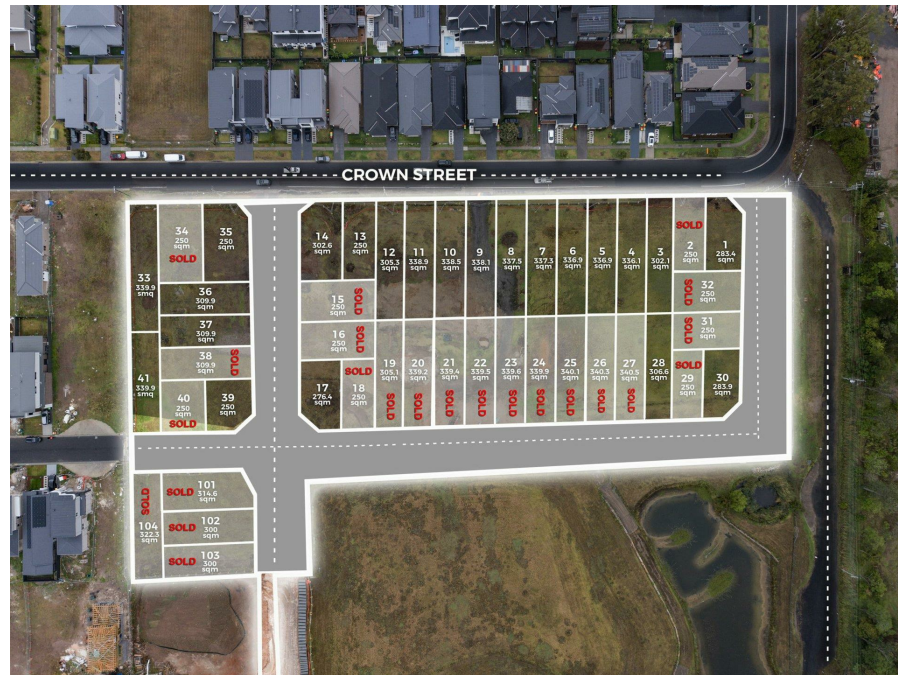 CROWN STREET
34
250
sqm
SOLD
35
250
sqm
33
339.9
smq
36
309.9
sqm
37
309.9
sqm
38
309.9
sqm
SOLD
41
339.9
smq
40
250
sqm
SOLD
39
250
sqm
14
302.6
sqm
13
250
sqm
12
305.3
sqm
11
338.9
sqm
10
338.5
sqm
9
338.1
sqm
8
337.5
sqm
7
337.3
sqm
6
336.9
sqm
5
336.9
sqm
4
336.1
sqm
3
302.1
sqm
SOLD
2
250
sqm
1
283.4
sqm
15
250
sqm
SOLD
16
250
sqm
SOLD
32
250
sqm
SOLD
31
250
sqm
SOLD
17
276.4
sqm
SOLD
18
250
sqm
19
305.1
sqm
SOLD
20
339.2
sqm
SOLD
21
339.4
sqm
SOLD
22
339.5
sqm
SOLD
23
339.6
sqm
SOLD
24
339.9
sqm
SOLD
25
340.1
sqm
SOLD
26
340.3
sqm
SOLD
27
340.5
sqm
SOLD
28
306.6
sqm
SOLD
29
250
sqm
30
283.9
sqm
SOLD
104
322.3
sqm
SOLD 101
314.6
sqm
SOLD 102
300
sqm
SOLD 103
300
sqm